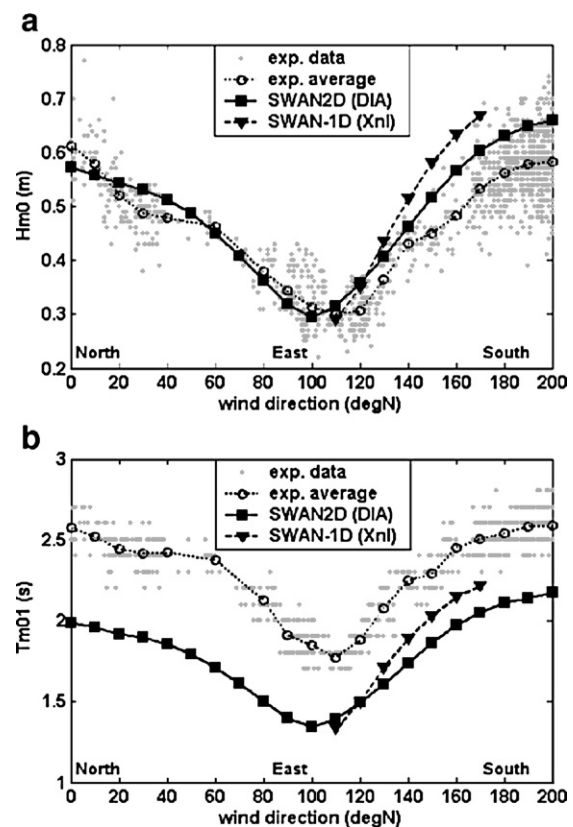 a
0.8
0.7
0.6
0.5
0.4
0.3
0.2
Hm0 (m)
exp. data
exp. average
SWAN2D (DIA)
SWAN-1D (Xnl)
North
East
South
0 20 40 60 80 100 120 140 160 180 200
wind direction (degN)
b
3
2.5
2
1.5
1
Tm01 (s)
exp. data
exp. average
SWAN2D (DIA)
SWAN-1D (Xnl)
North
East
South
0 20 40 60 80 100 120 140 160 180 200
wind direction (degN)